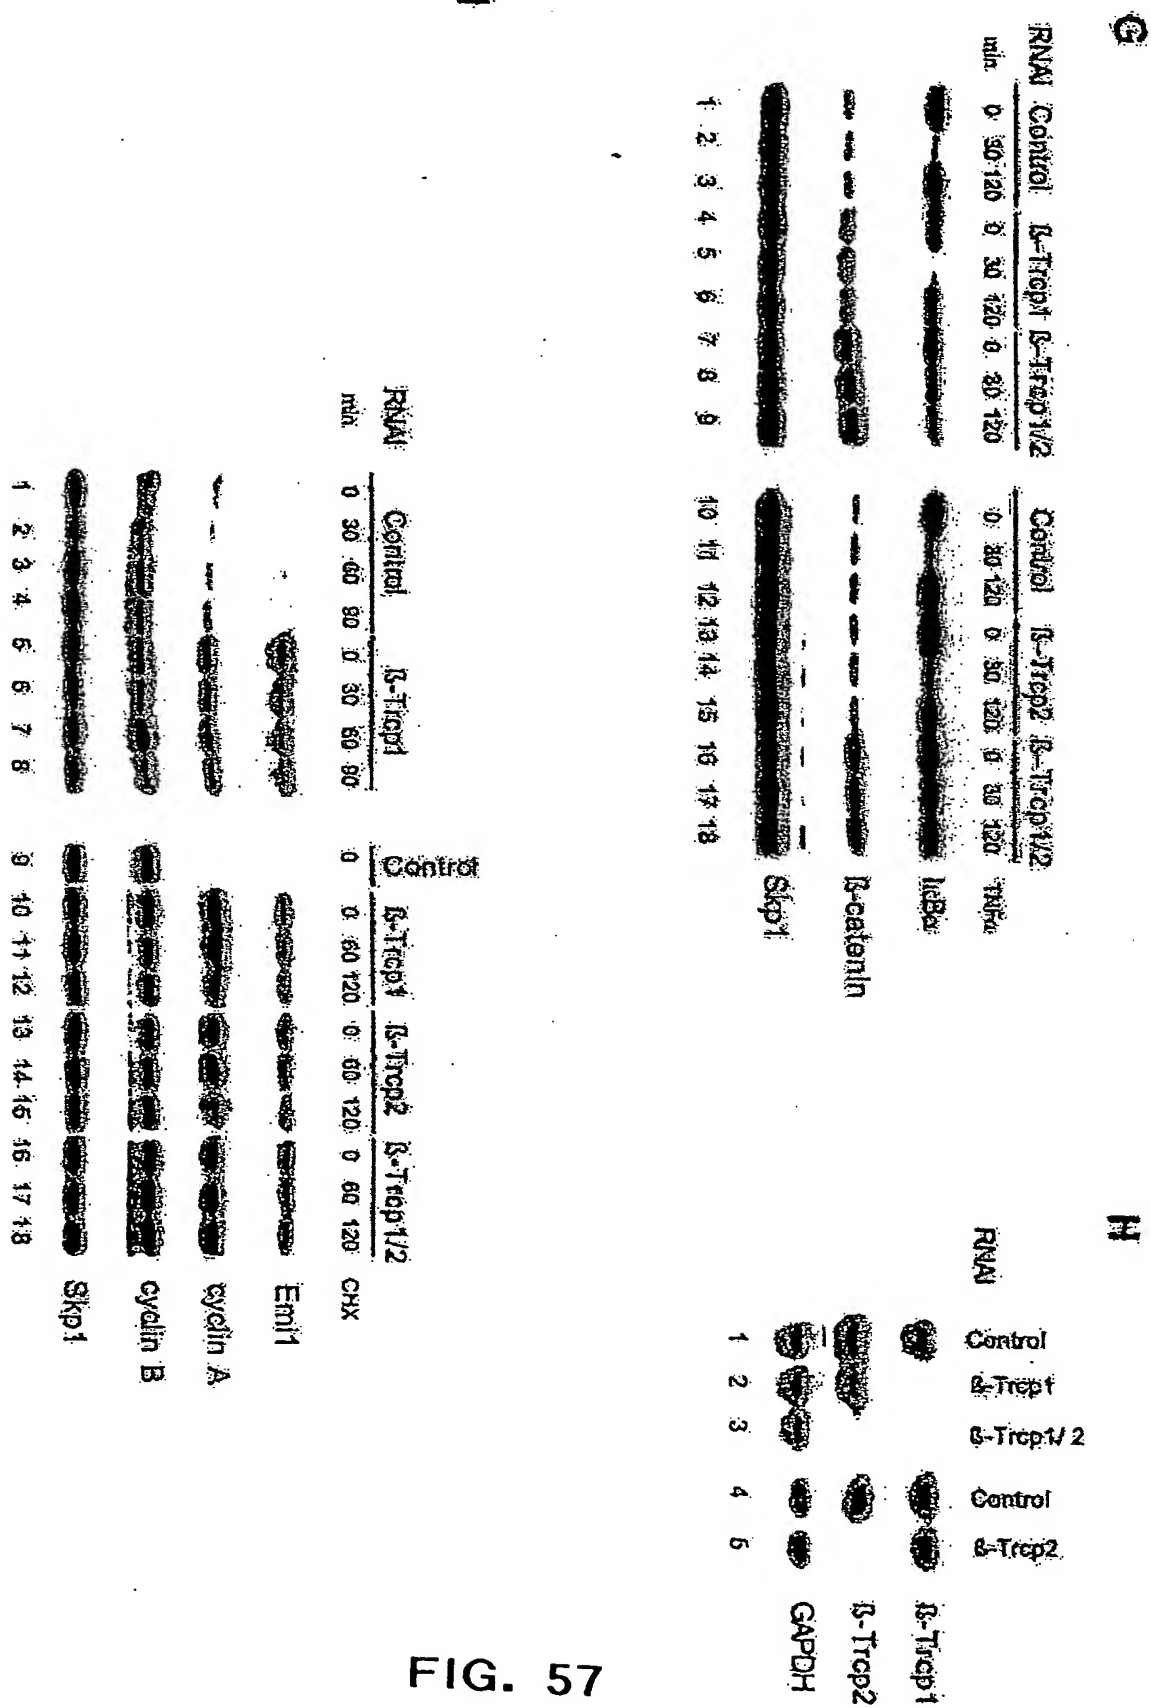 G
RNAi Control ß-Trcp1 ß-Trcp1/2 Control ß-Trcp2 ß-Trcp1/2
min. 0 30 120 0 30 120 0 30 120 0 30 120 0 30 120 0 30 120 TNFα
IκBα
ß-catenin
Skp1
1 2 3 4 5 6 7 8 9 10 11 12 13 14 15 16 17 18
H
RNAi
Control
ß-Trcp1
ß-Trcp1/2
Control
ß-Trcp2
ß-Trcp1
ß-Trcp2
GAPDH
1 2 3 4 5
RNAi Control ß-Trcp1 Control ß-Trcp1 ß-Trcp2 ß-Trcp1/2
min. 0 30 60 90 0 30 60 90 0 0 60 120 0 60 120 0 60 120 CHX
Emi1
cyclin A
cyclin B
Skp1
1 2 3 4 5 6 7 8 9 10 11 12 13 14 15 16 17 18
FIG. 57